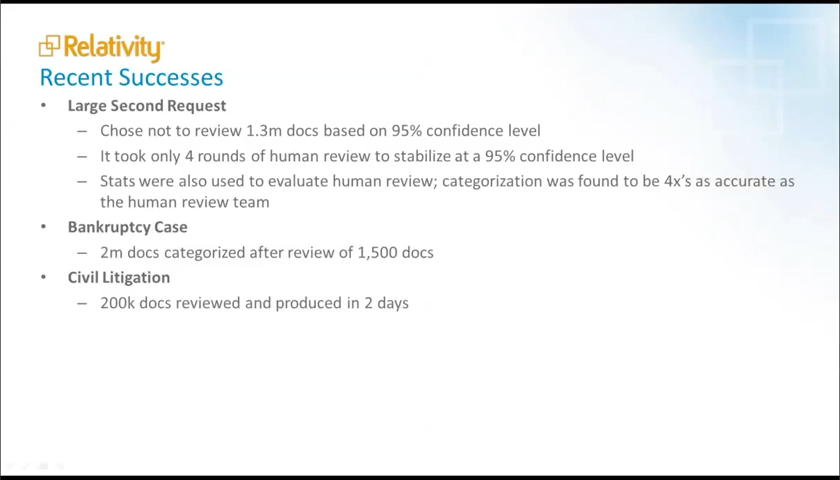 Relativity
Recent Successes
• Large Second Request
– Chose not to review 1.3m docs based on 95% confidence level
– It took only 4 rounds of human review to stabilize at a 95% confidence level
– Stats were also used to evaluate human review; categorization was found to be 4x's as accurate as
the human review team
• Bankruptcy Case
– 2m docs categorized after review of 1,500 docs
• Civil Litigation
– 200k docs reviewed and produced in 2 days